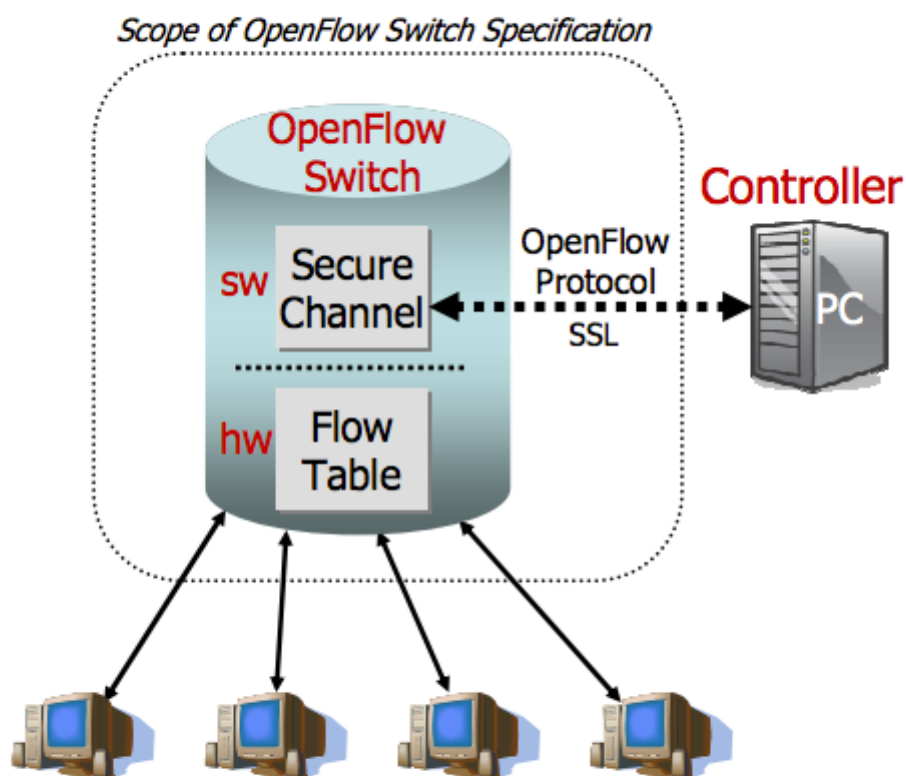 Scope of OpenFlow Switch Specification
OpenFlow
Switch
Controller
sw
Secure
Channel
OpenFlow
Protocol
SSL
PC
hw
Flow
Table